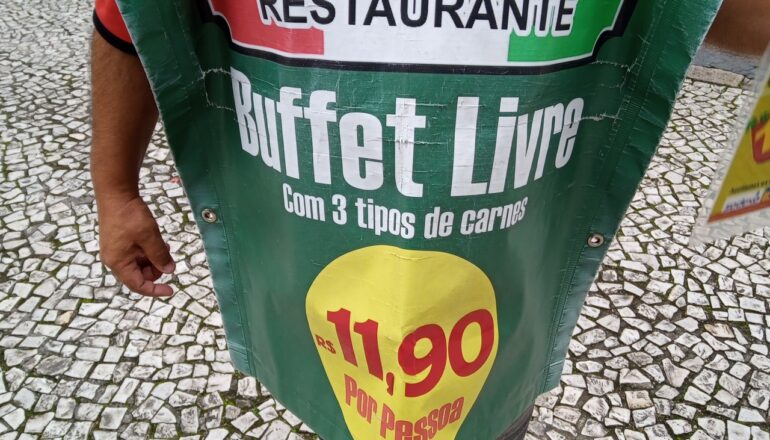 RESTAURANTE
Buffet Livre
Com 3 tipos de carnes
R$ 11,90
Por Pessoa